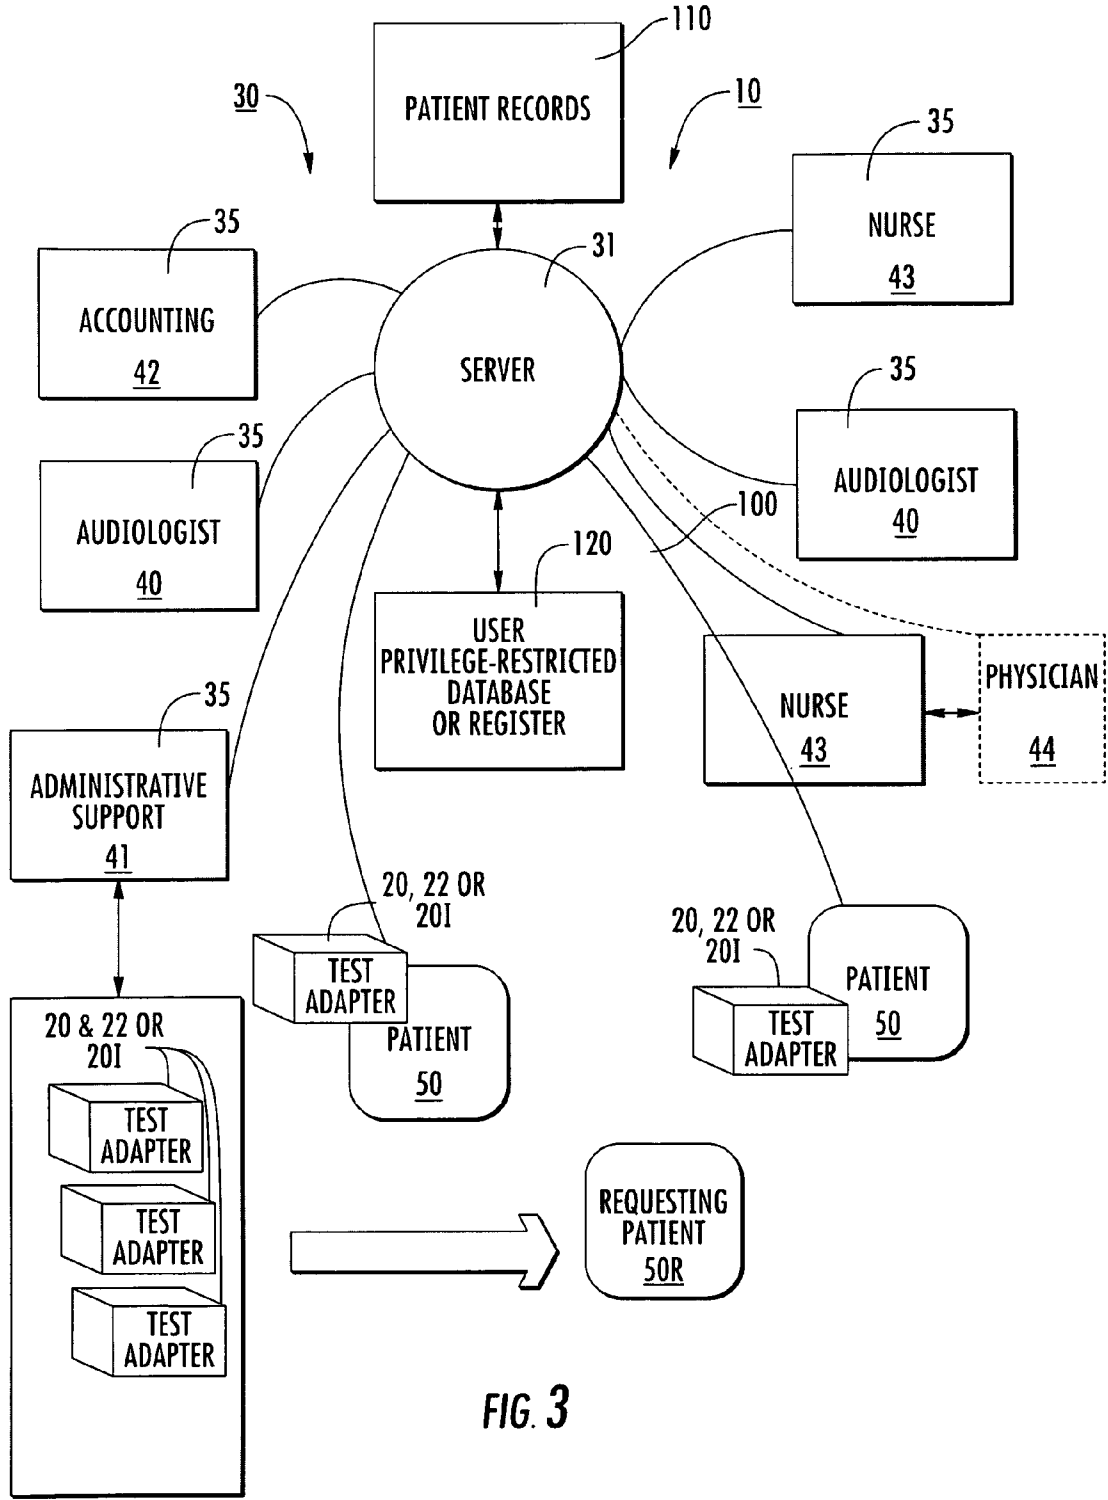 110
PATIENT RECORDS
30
10
35
NURSE
43
35
ACCOUNTING
42
31
SERVER
35
AUDIOLOGIST
40
35
AUDIOLOGIST
40
100
120
USER
PRIVILEGE-RESTRICTED
DATABASE
OR REGISTER
NURSE
43
PHYSICIAN
44
35
ADMINISTRATIVE
SUPPORT
41
20, 22 OR
20I
TEST
ADAPTER
PATIENT
50
20, 22 OR
20I
TEST
ADAPTER
PATIENT
50
20 & 22 OR
20I
TEST
ADAPTER
TEST
ADAPTER
TEST
ADAPTER
REQUESTING
PATIENT
50R
FIG. 3